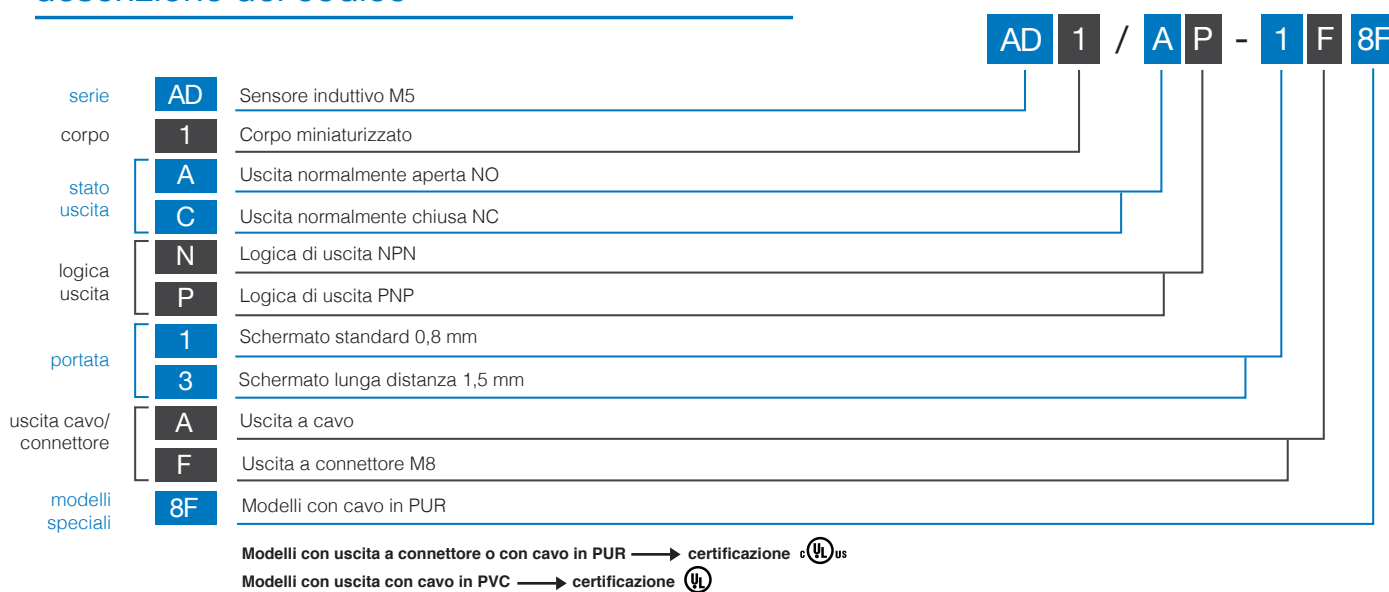 descrizione del codice
AD 1 / A P - 1 F 8F
serie AD Sensore induttivo M5
corpo 1 Corpo miniaturizzato
stato uscita
A Uscita normalmente aperta NO
C Uscita normalmente chiusa NC
logica uscita
N Logica di uscita NPN
P Logica di uscita PNP
portata
1 Schermato standard 0,8 mm
3 Schermato lunga distanza 1,5 mm
uscita cavo/
connettore
A Uscita a cavo
F Uscita a connettore M8
modelli
speciali
8F Modelli con cavo in PUR
Modelli con uscita a connettore o con cavo in PUR → certificazione c UL us
Modelli con uscita con cavo in PVC → certificazione UL